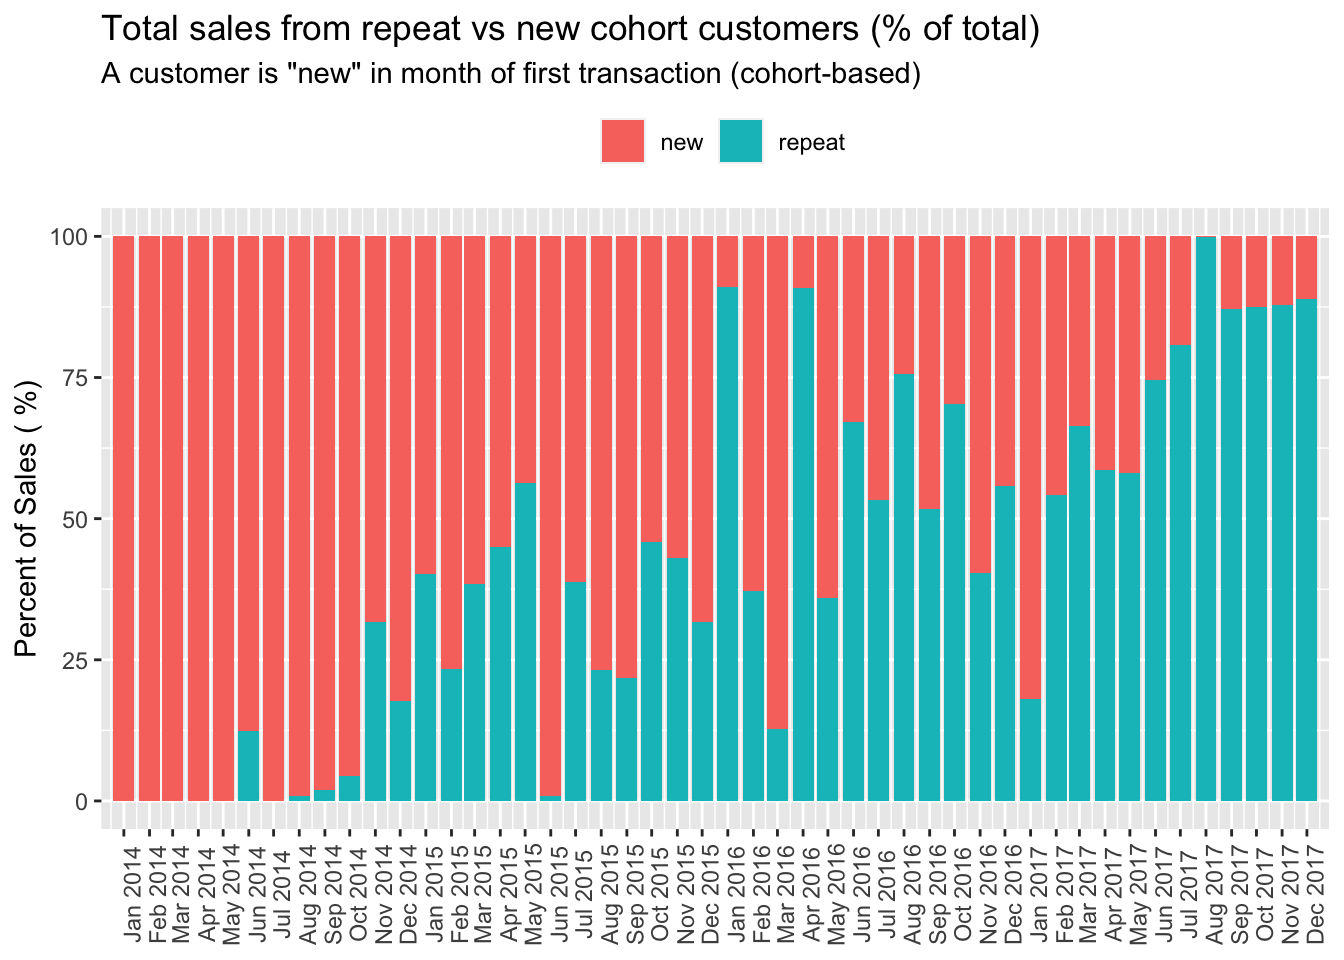 Total sales from repeat vs new cohort customers (% of total)
A customer is "new" in month of first transaction (cohort-based)
new
repeat
Percent of Sales ( %)
100
75
50
25
0
Jan 2014
Feb 2014
Mar 2014
Apr 2014
May 2014
Jun 2014
Jul 2014
Aug 2014
Sep 2014
Oct 2014
Nov 2014
Dec 2014
Jan 2015
Feb 2015
Mar 2015
Apr 2015
May 2015
Jun 2015
Jul 2015
Aug 2015
Sep 2015
Oct 2015
Nov 2015
Dec 2015
Jan 2016
Feb 2016
Mar 2016
Apr 2016
May 2016
Jun 2016
Jul 2016
Aug 2016
Sep 2016
Oct 2016
Nov 2016
Dec 2016
Jan 2017
Feb 2017
Mar 2017
Apr 2017
May 2017
Jun 2017
Jul 2017
Aug 2017
Sep 2017
Oct 2017
Nov 2017
Dec 2017